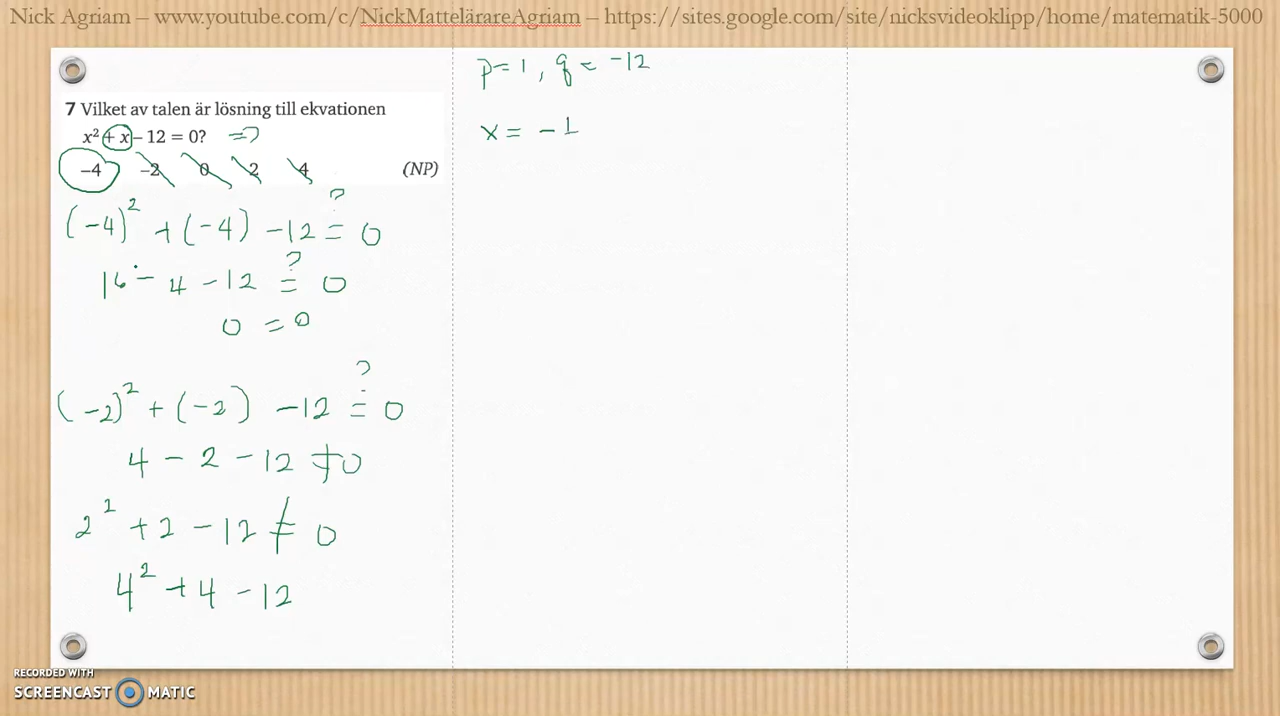 Nick Agriam – www.youtube.com/c/NickMattelärareAgriam – https://sites.google.com/site/nicksvideoklipp/home/matematik-5000
7 Vilket av talen är lösning till ekvationen
x² + x – 12 = 0? =>
–4 –2 0 2 4 (NP)
(-4)² + (-4) -12 ?= 0
16 - 4 - 12 ?= 0
0 = 0
(-2)² + (-2) -12 ?= 0
4 - 2 - 12 ≠ 0
2² + 2 - 12 ≠ 0
4² + 4 - 12
p = 1, q = -12
x = - 1
RECORDED WITH
SCREENCAST MATIC